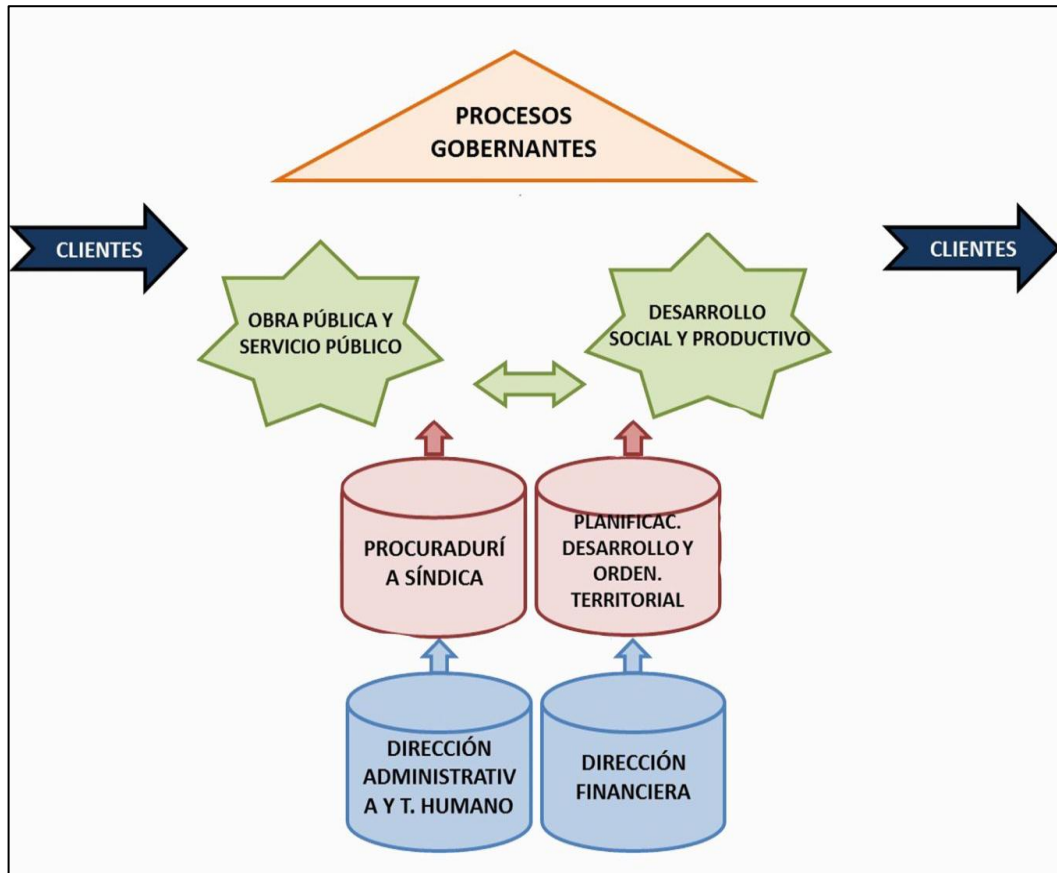 PROCESOS
GOBERNANTES
CLIENTES
CLIENTES
OBRA PÚBLICA Y
SERVICIO PÚBLICO
DESARROLLO
SOCIAL Y PRODUCTIVO
PROCURADURÍ
A SÍNDICA
PLANIFICAC.
DESARROLLO Y
ORDEN.
TERRITORIAL
DIRECCIÓN
ADMINISTRATIV
A Y T. HUMANO
DIRECCIÓN
FINANCIERA